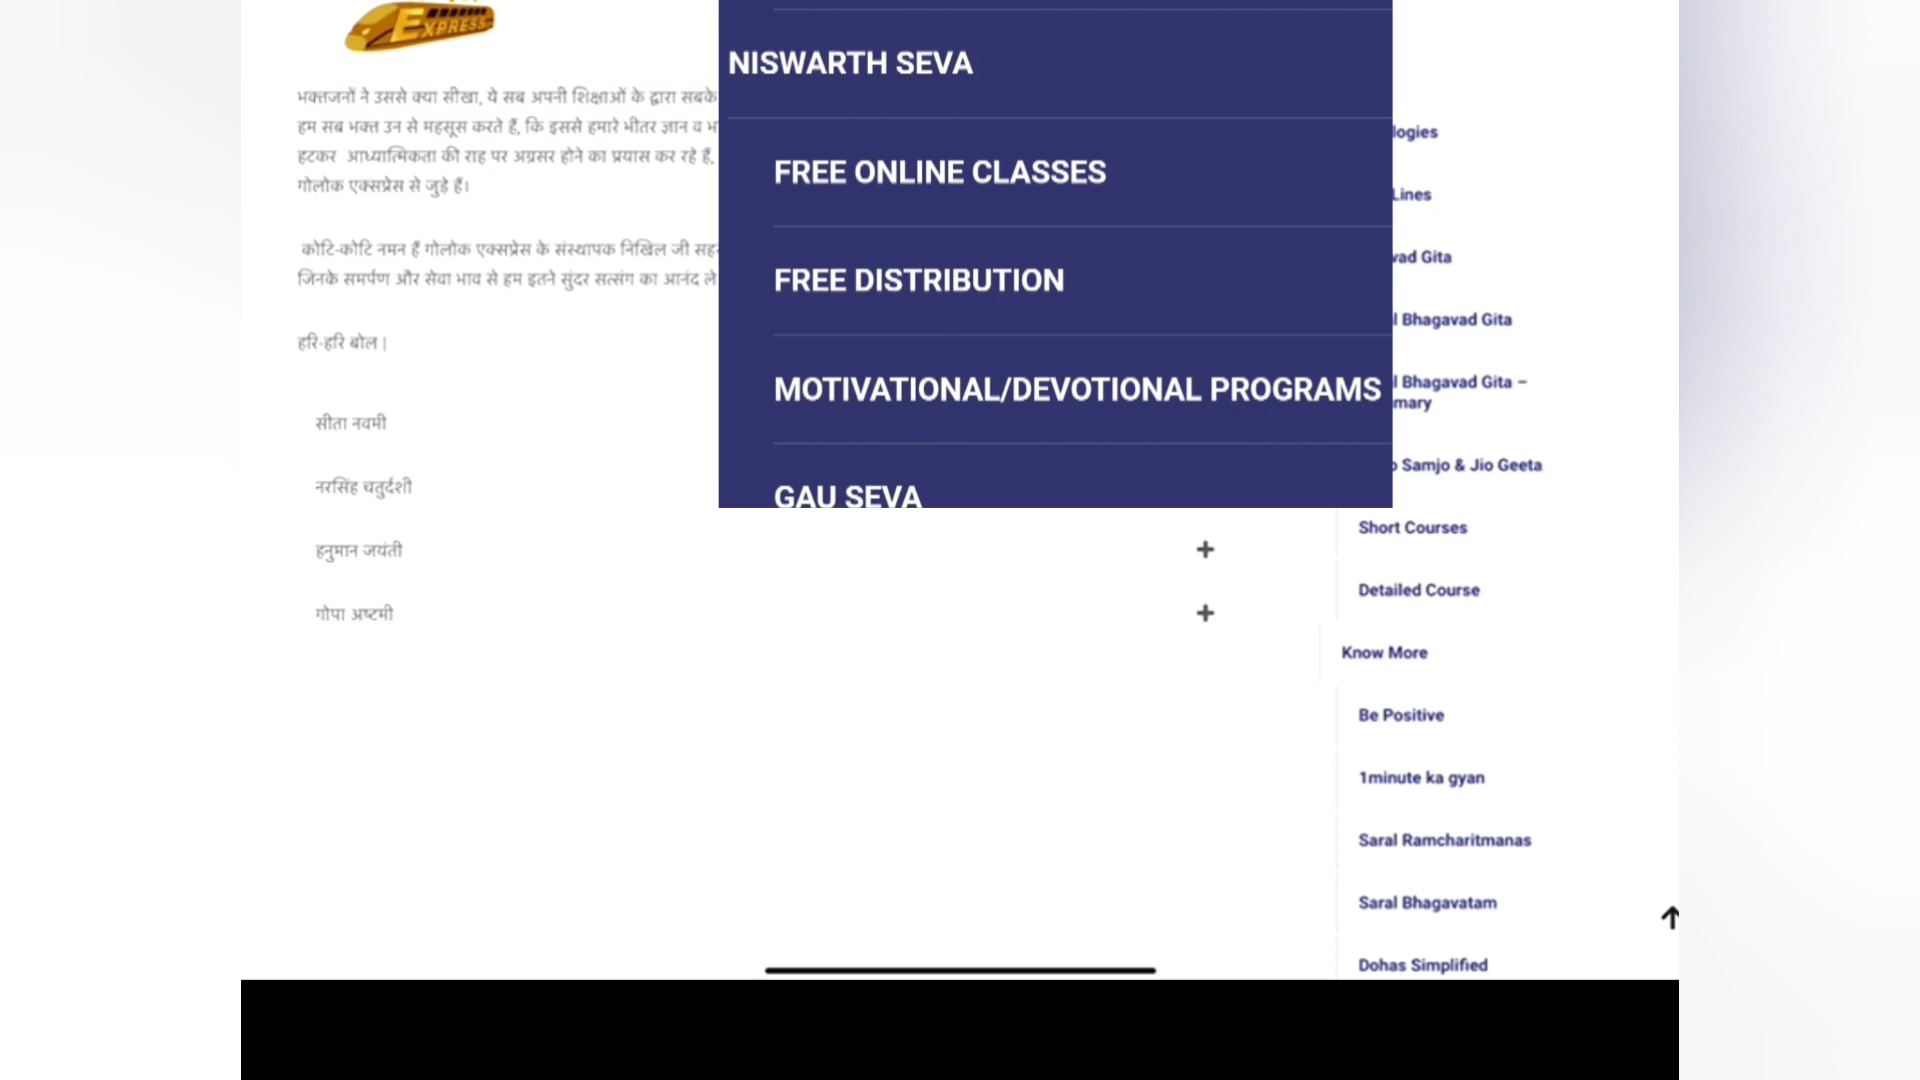 EXPRESS
भक्तजनों ने उससे क्या सीखा, ये सब अपनी शिक्षाओं के द्वारा सबके
हम सब भक्त उन से महसूस करते हैं, कि इससे हमारे भीतर ज्ञान व
हटकर आध्यात्मिकता की राह पर अग्रसर होने का प्रयास कर रहे हैं,
गोलोक एक्सप्रेस से जुड़े हैं।
कोटि-कोटि नमन हैं गोलोक एक्सप्रेस के संस्थापक निखिल जी
जिनके समर्पण और सेवा भाव से हम इतने सुंदर सत्संग का आनंद ले
हरि-हरि बोल |
सीता नवमी
नरसिंह चतुर्दशी
हनुमान जयंती
गोपा अष्टमी
NISWARTH SEVA
FREE ONLINE CLASSES
FREE DISTRIBUTION
MOTIVATIONAL/DEVOTIONAL PROGRAMS
GAU SEVA
logies
Lines
vad Gita
l Bhagavad Gita
l Bhagavad Gita –
mary
o Samjo & Jio Geeta
Short Courses
Detailed Course
Know More
Be Positive
1minute ka gyan
Saral Ramcharitmanas
Saral Bhagavatam
Dohas Simplified